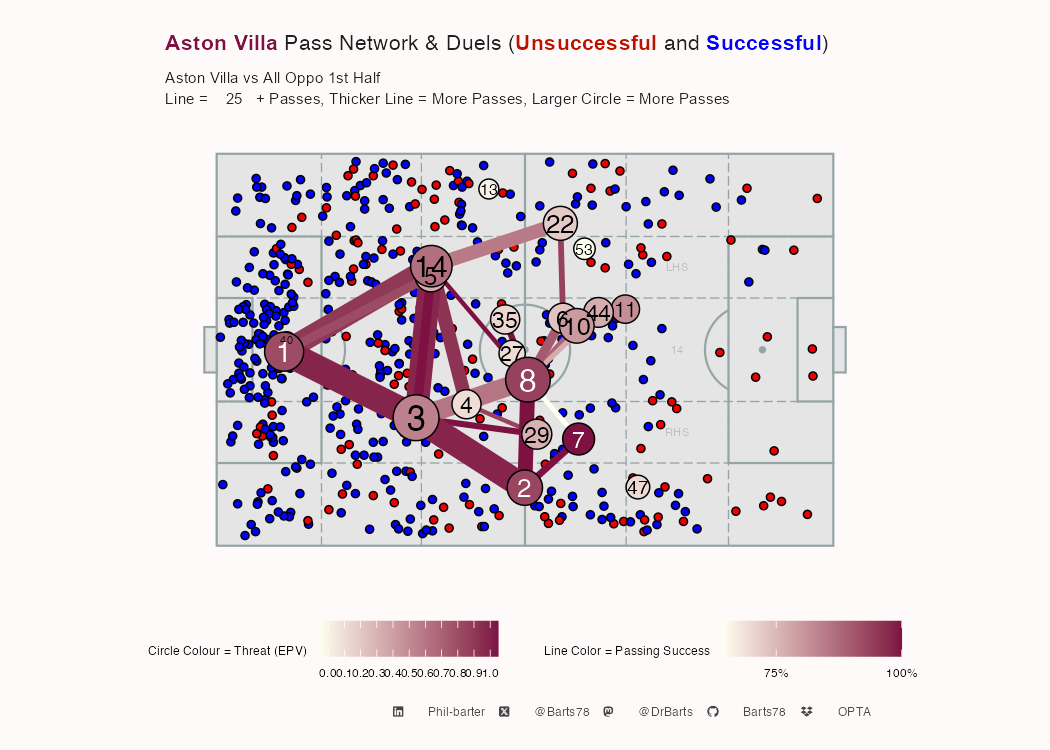 Aston Villa Pass Network & Duels (Unsuccessful and Successful)
Aston Villa vs All Oppo 1st Half
Line = 25 + Passes, Thicker Line = More Passes, Larger Circle = More Passes
13
22
53
14
5
LHS
11
44
6
10
35
40
1
27
14
8
4
3
29
7
RHS
2
47
Circle Colour = Threat (EPV)
0.00.10.20.30.40.50.60.70.80.91.0
Line Color = Passing Success
75% 100%
Phil-barter @Barts78 @DrBarts Barts78 OPTA